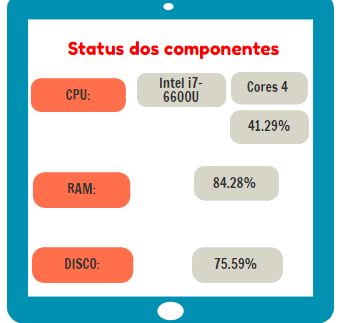 Status dos componentes
CPU:
Intel i7-
6600U
Cores 4
41.29%
RAM:
84.28%
DISCO:
75.59%